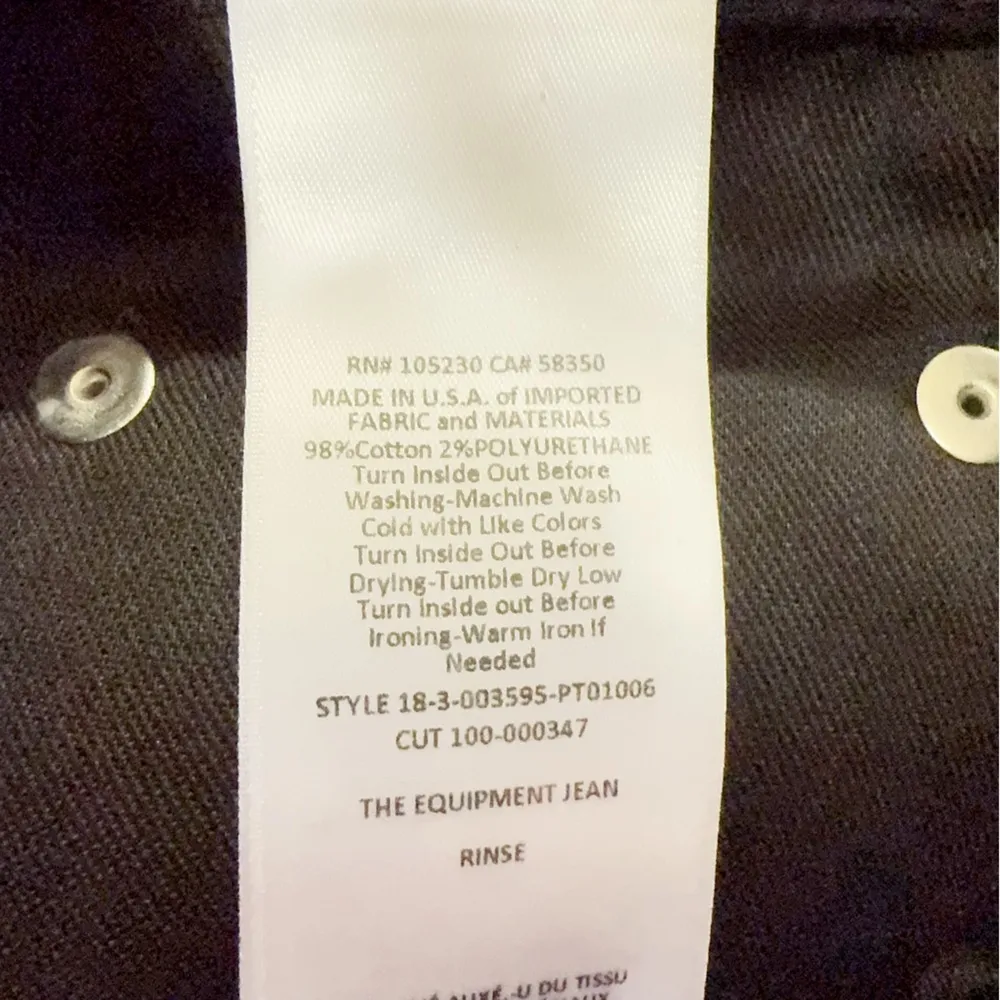 RN# 105230 CA# 58350
MADE IN U.S.A. of IMPORTED
FABRIC and MATERIALS
98%Cotton 2%POLYURETHANE
Turn Inside Out Before
Washing-Machine Wash
Cold with Like Colors
Turn Inside Out Before
Drying-Tumble Dry Low
Turn Inside out Before
Ironing-Warm Iron If
Needed
STYLE 18-3-003595-PT01006
CUT 100-000347
THE EQUIPMENT JEAN
RINSE
DU TISSU